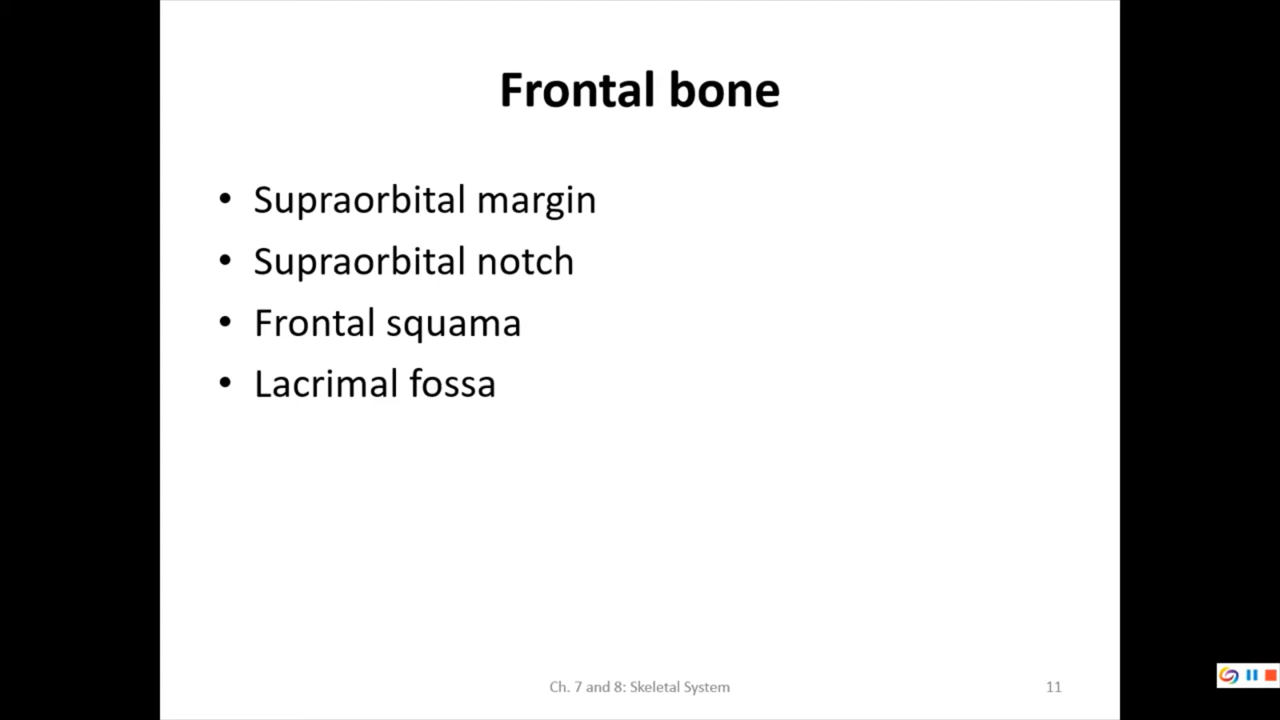 Frontal bone
• Supraorbital margin
• Supraorbital notch
• Frontal squama
• Lacrimal fossa
Ch. 7 and 8: Skeletal System
11